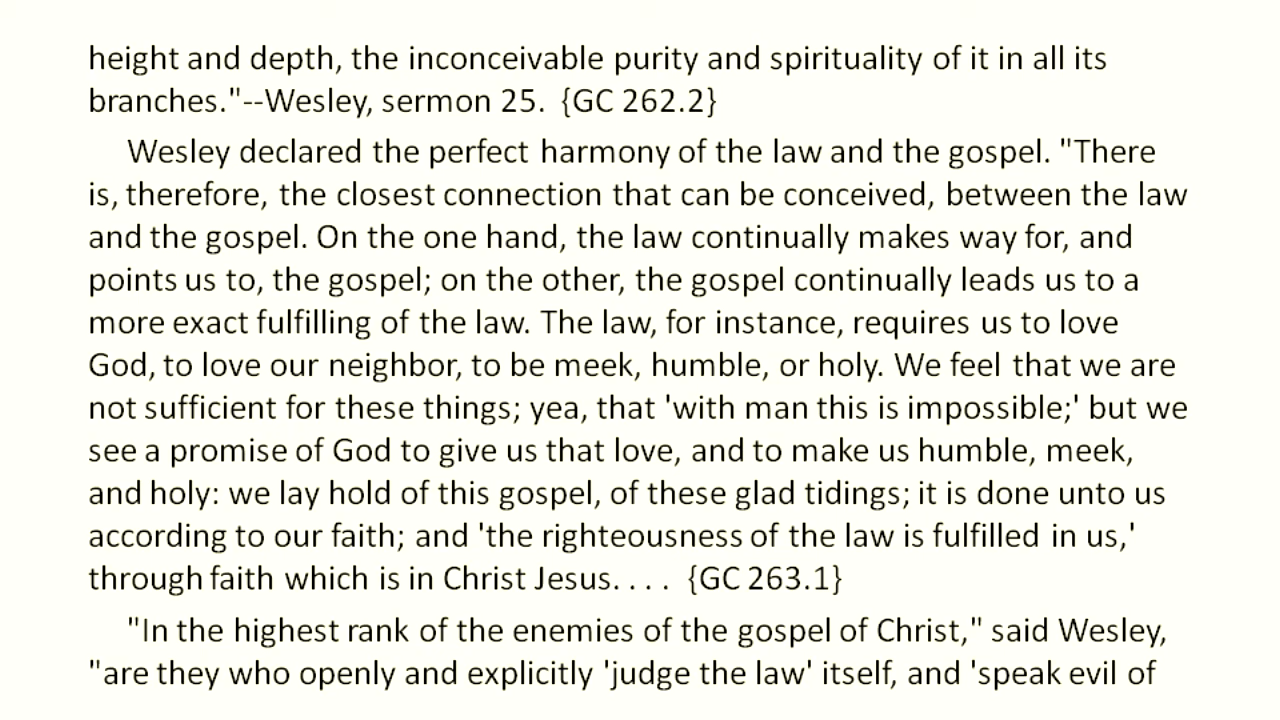 height and depth, the inconceivable purity and spirituality of it in all its
branches."--Wesley, sermon 25.  {GC 262.2}
Wesley declared the perfect harmony of the law and the gospel. "There
is, therefore, the closest connection that can be conceived, between the law
and the gospel. On the one hand, the law continually makes way for, and
points us to, the gospel; on the other, the gospel continually leads us to a
more exact fulfilling of the law. The law, for instance, requires us to love
God, to love our neighbor, to be meek, humble, or holy. We feel that we are
not sufficient for these things; yea, that 'with man this is impossible;' but we
see a promise of God to give us that love, and to make us humble, meek,
and holy: we lay hold of this gospel, of these glad tidings; it is done unto us
according to our faith; and 'the righteousness of the law is fulfilled in us,'
through faith which is in Christ Jesus. . . .  {GC 263.1}
"In the highest rank of the enemies of the gospel of Christ," said Wesley,
"are they who openly and explicitly 'judge the law' itself, and 'speak evil of